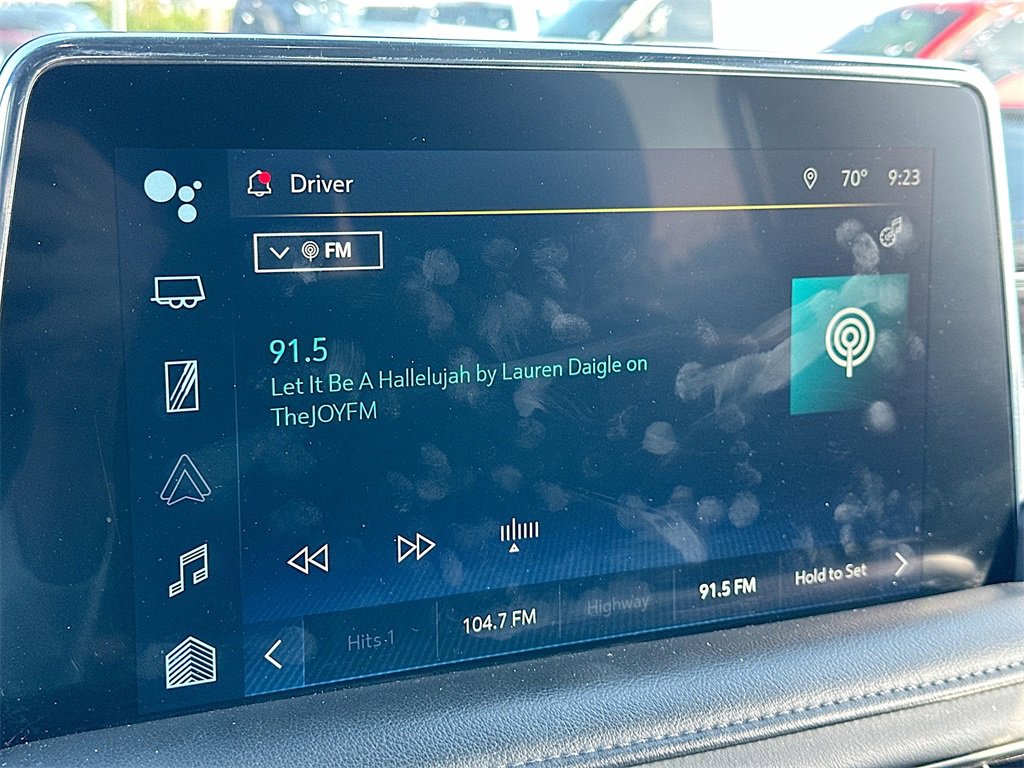 Driver
70° 9:23
FM
91.5
Let It Be A Hallelujah by Lauren Daigle on
TheJOYFM
Hits 1
104.7 FM
Highway
91.5 FM
Hold to Set